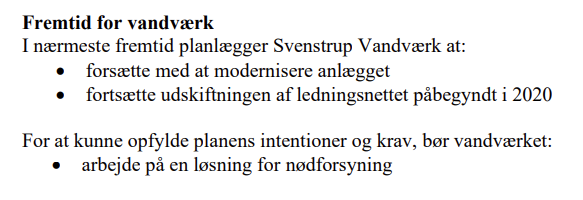 Fremtid for vandværk
I nærmeste fremtid planlægger Svenstrup Vandværk at:
• forsætte med at modernisere anlægget
• fortsætte udskiftningen af ledningsnettet påbegyndt i 2020
For at kunne opfylde planens intentioner og krav, bør vandværket:
• arbejde på en løsning for nødforsyning